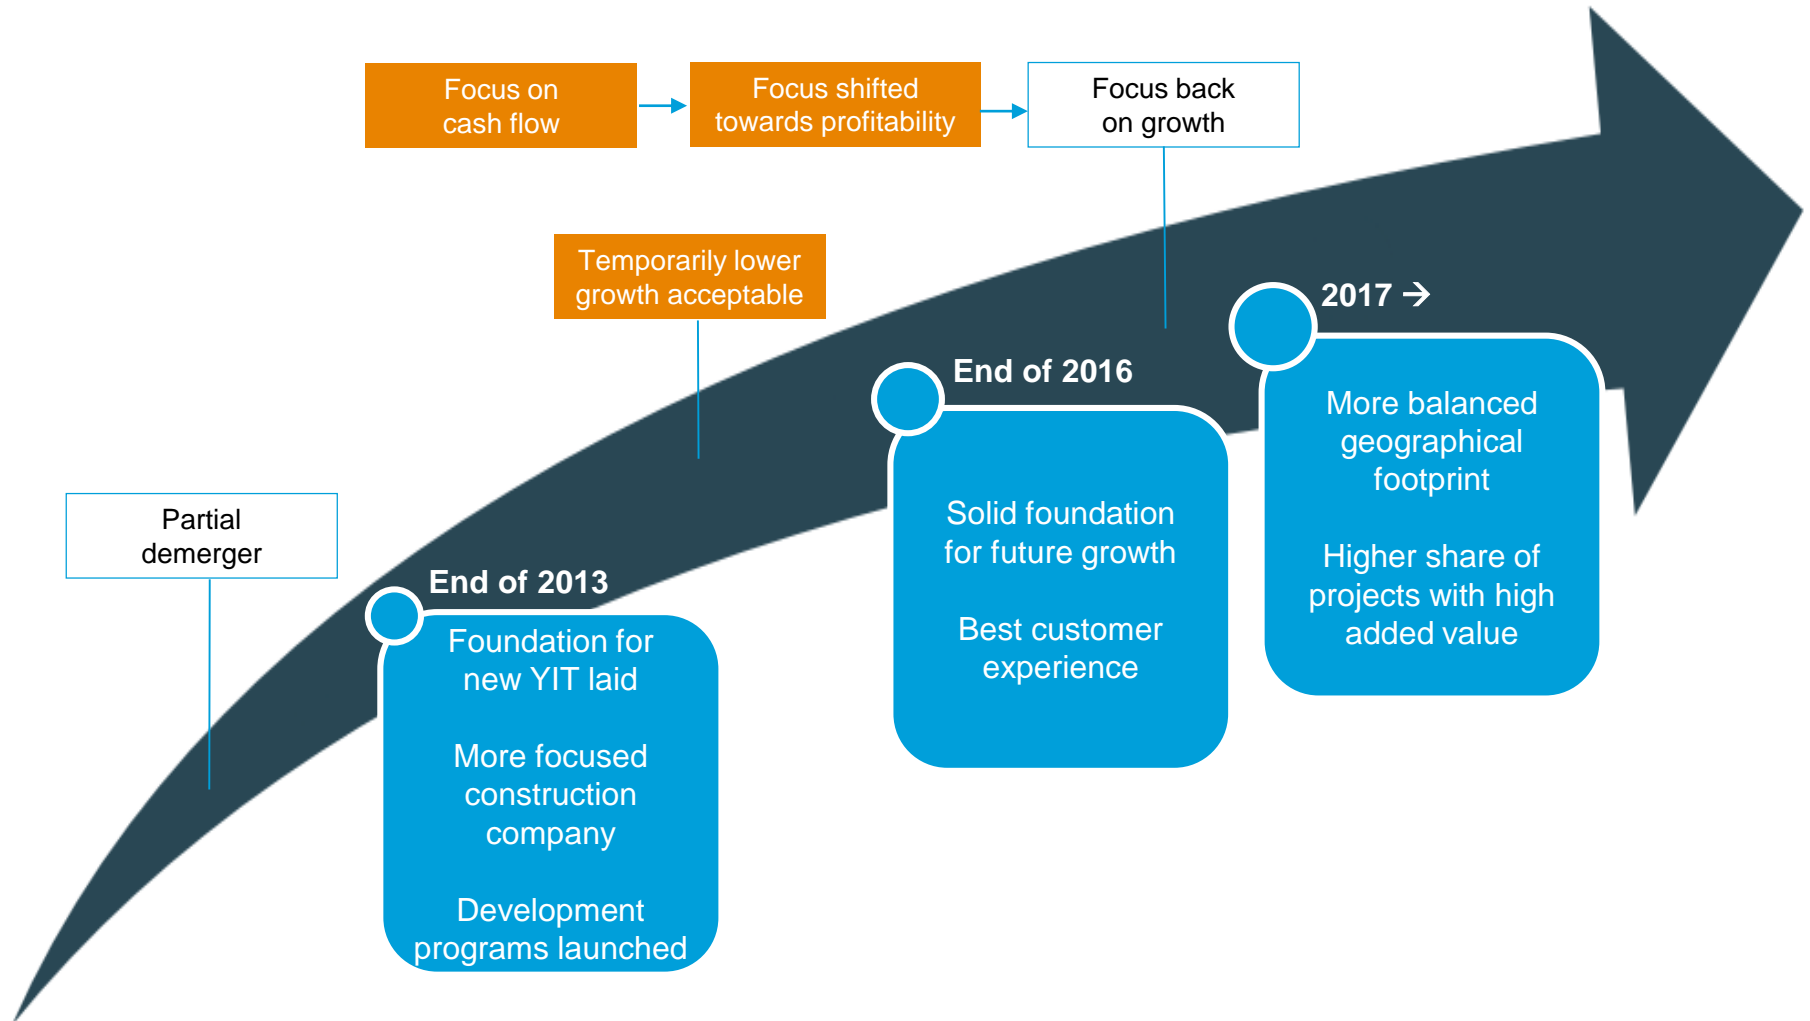 Focus on
cash flow
Focus shifted
towards profitability
Focus back
on growth
Temporarily lower
growth acceptable
2017 →
End of 2016
More balanced
geographical
footprint
Higher share of
projects with high
added value
Partial
demerger
Solid foundation
for future growth
Best customer
experience
End of 2013
Foundation for
new YIT laid
More focused
construction
company
Development
programs launched